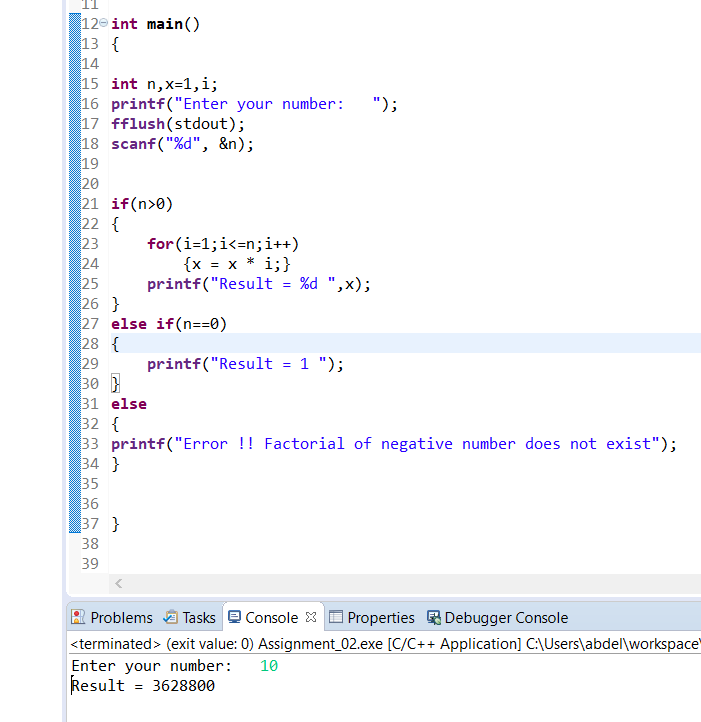 11
12 int main()
13 {
14
15 int n,x=1,i;
16 printf("Enter your number:   ");
17 fflush(stdout);
18 scanf("%d", &n);
19
20
21 if(n>0)
22 {
23     for(i=1;i<=n;i++)
24         {x = x * i;}
25     printf("Result = %d ",x);
26 }
27 else if(n==0)
28 {
29     printf("Result = 1 ");
30 }
31 else
32 {
33 printf("Error !! Factorial of negative number does not exist");
34 }
35
36
37 }
38
39
Problems Tasks Console Properties Debugger Console
<terminated> (exit value: 0) Assignment_02.exe [C/C++ Application] C:\Users\abdel\workspace\
Enter your number:   10
Result = 3628800